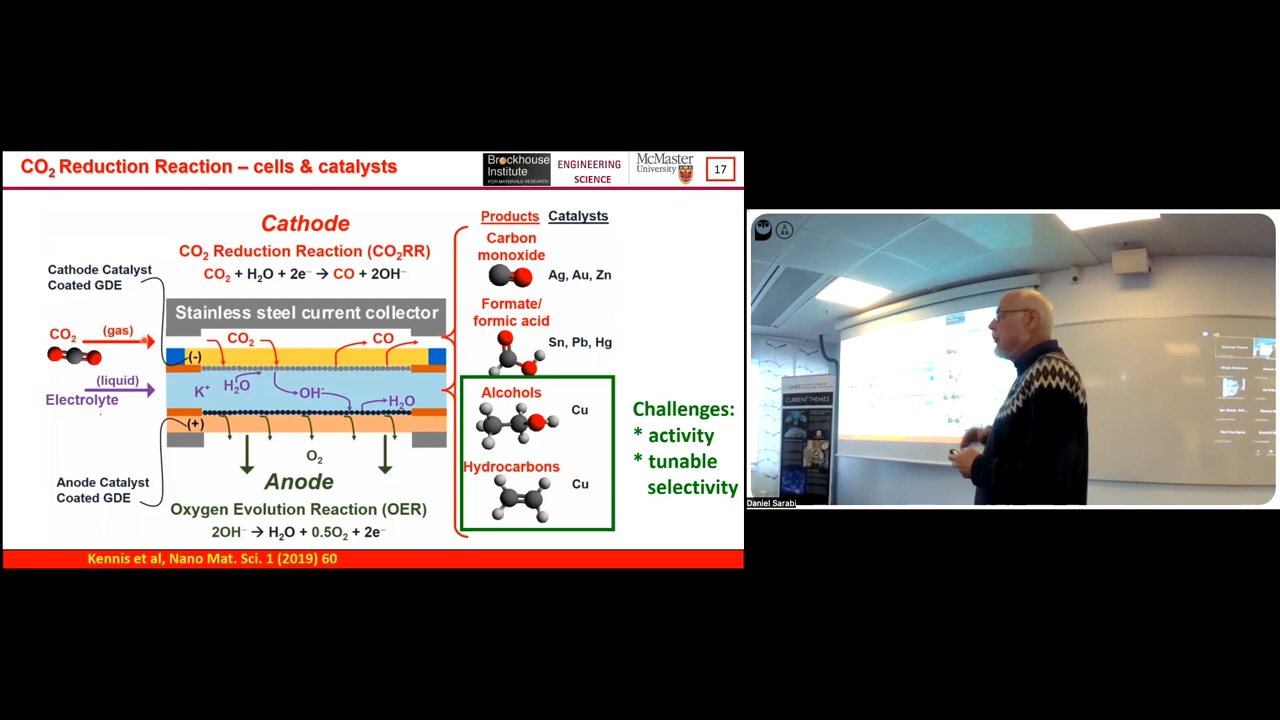 CO₂ Reduction Reaction – cells & catalysts
Brockhouse
Institute
FOR MATERIALS RESEARCH
ENGINEERING
SCIENCE
McMaster
University
17
Cathode
CO₂ Reduction Reaction (CO₂RR)
CO₂ + H₂O + 2e⁻ → CO + 2OH⁻
Cathode Catalyst
Coated GDE
Stainless steel current collector
CO₂
(gas)
CO₂
CO
(-)
(liquid)
Electrolyte
K⁺
H₂O
OH⁻
H₂O
(+)
O₂
Anode Catalyst
Coated GDE
Anode
Oxygen Evolution Reaction (OER)
2OH⁻ → H₂O + 0.5O₂ + 2e⁻
Products Catalysts
Carbon
monoxide
Ag, Au, Zn
Formate/
formic acid
Sn, Pb, Hg
Alcohols
Cu
Hydrocarbons
Cu
Challenges:
* activity
* tunable
selectivity
Kennis et al, Nano Mat. Sci. 1 (2019) 60
CURRENT THEMES
Daniel Sarabi